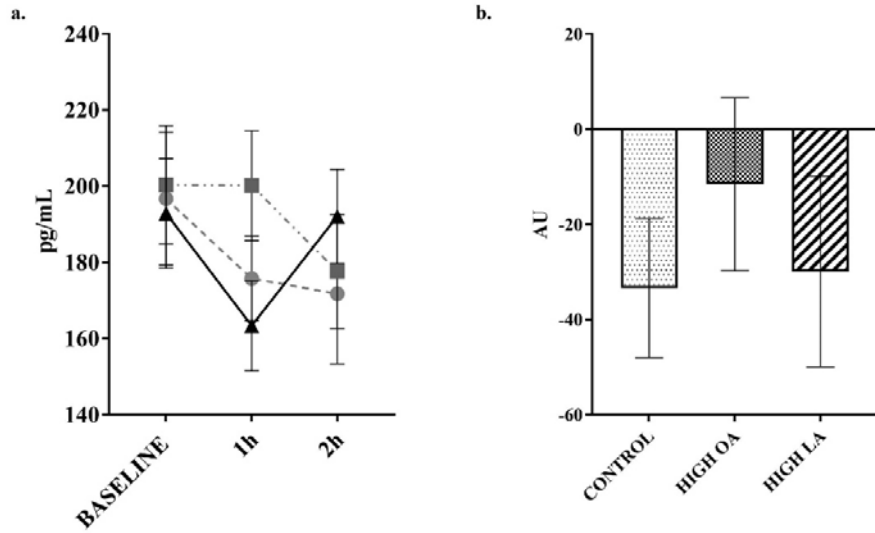 a.
240
220
200
180
160
140
pg/mL
BASELINE
1h
2h
b.
20
0
-20
-40
-60
AU
CONTROL
HIGH OA
HIGH LA